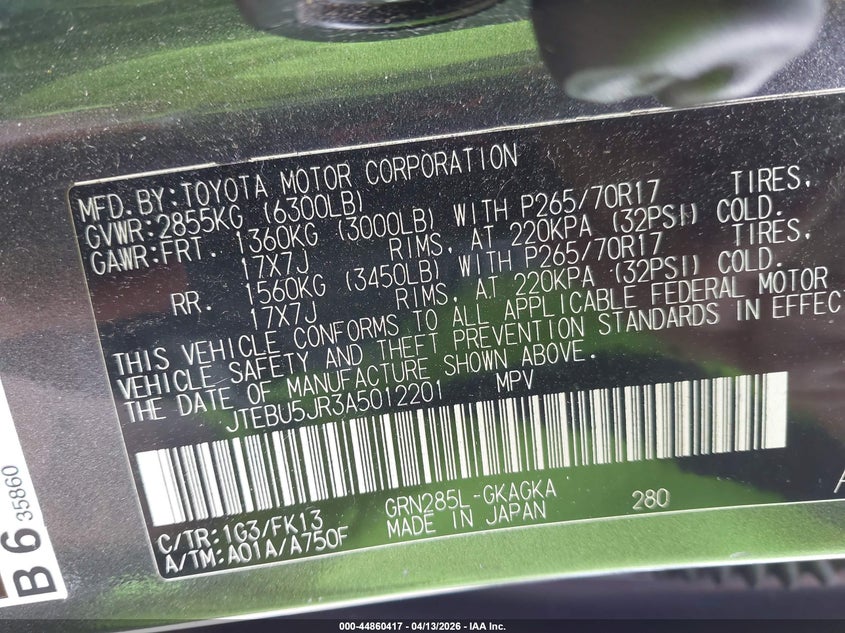 MFD.BY:TOYOTA MOTOR CORPORATION
GVWR:2855KG (6300LB)
GAWR:FRT. 1360KG (3000LB) WITH P265/70R17 TIRES,
17X7J RIMS, AT 220KPA (32PSI) COLD.
RR. 1560KG (3450LB) WITH P265/70R17 TIRES,
17X7J RIMS, AT 220KPA (32PSI) COLD.
THIS VEHICLE CONFORMS TO ALL APPLICABLE FEDERAL MOTOR
VEHICLE SAFETY AND THEFT PREVENTION STANDARDS IN EFFECT
THE DATE OF MANUFACTURE SHOWN ABOVE.
JTEBU5JR3A5012201 MPV
C/TR:1G3/FK13 GRN285L-GKAGKA 280
A/TM:A01A/A750F MADE IN JAPAN
A
B6 35860
000-44860417 - 04/13/2026 - IAA Inc.